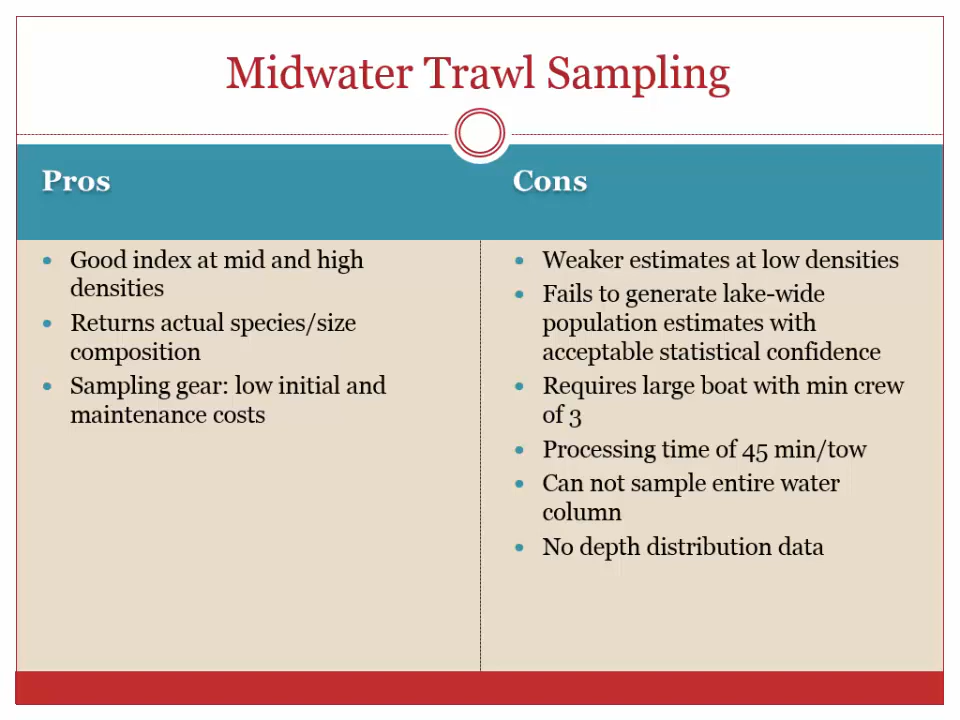 Midwater Trawl Sampling
Pros
Good index at mid and high
densities
Returns actual species/size
composition
Sampling gear: low initial and
maintenance costs
Cons
Weaker estimates at low densities
Fails to generate lake-wide
population estimates with
acceptable statistical confidence
Requires large boat with min crew
of 3
Processing time of 45 min/tow
Can not sample entire water
column
No depth distribution data